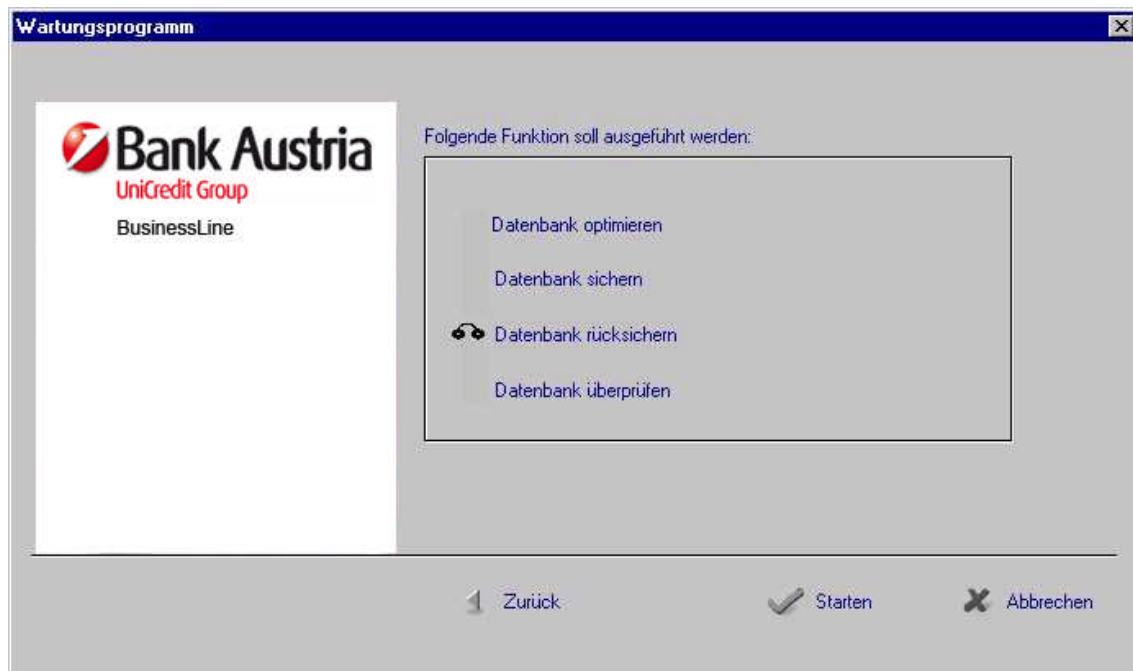 Wartungsprogramm
Bank Austria
UniCredit Group
BusinessLine
Folgende Funktion soll ausgeführt werden:
Datenbank optimieren
Datenbank sichern
Datenbank rücksichern
Datenbank überprüfen
Zurück
Starten
Abbrechen